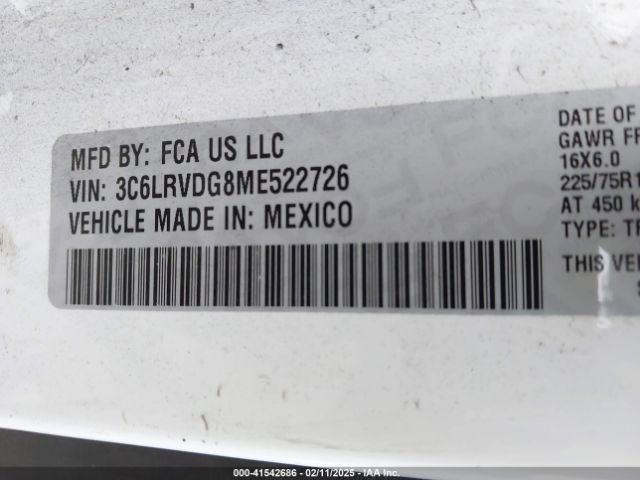 MFD BY: FCA US LLC
VIN: 3C6LRVDG8ME522726
VEHICLE MADE IN: MEXICO
DATE OF
GAWR FR
16X6.0
225/75R1
AT 450 k
TYPE: TR
THIS VE
000-41542686 - 02/11/2025 - IAA Inc.